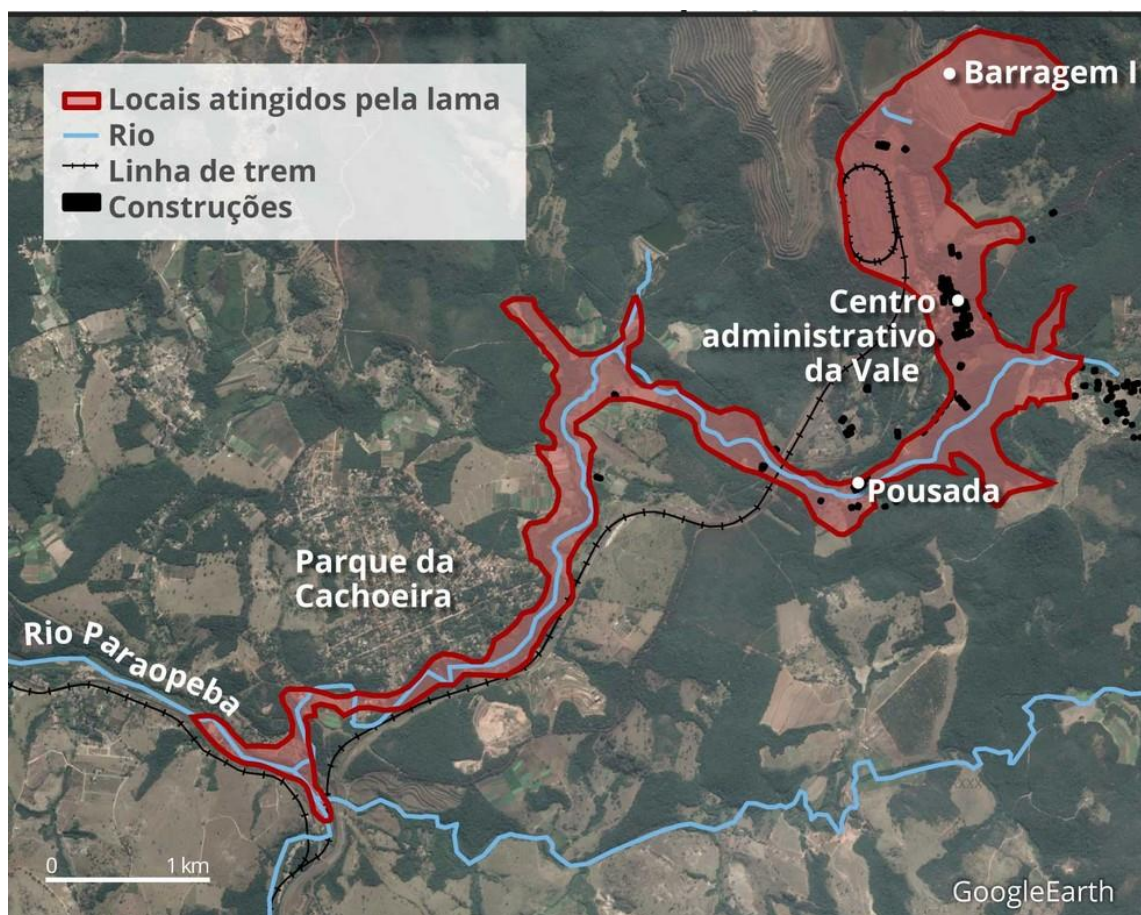 Locais atingidos pela lama
Rio
Linha de trem
Construções
Barragem I
Centro
administrativo
da Vale
Pousada
Parque da
Cachoeira
Rio Paraopeba
0 1 km
GoogleEarth